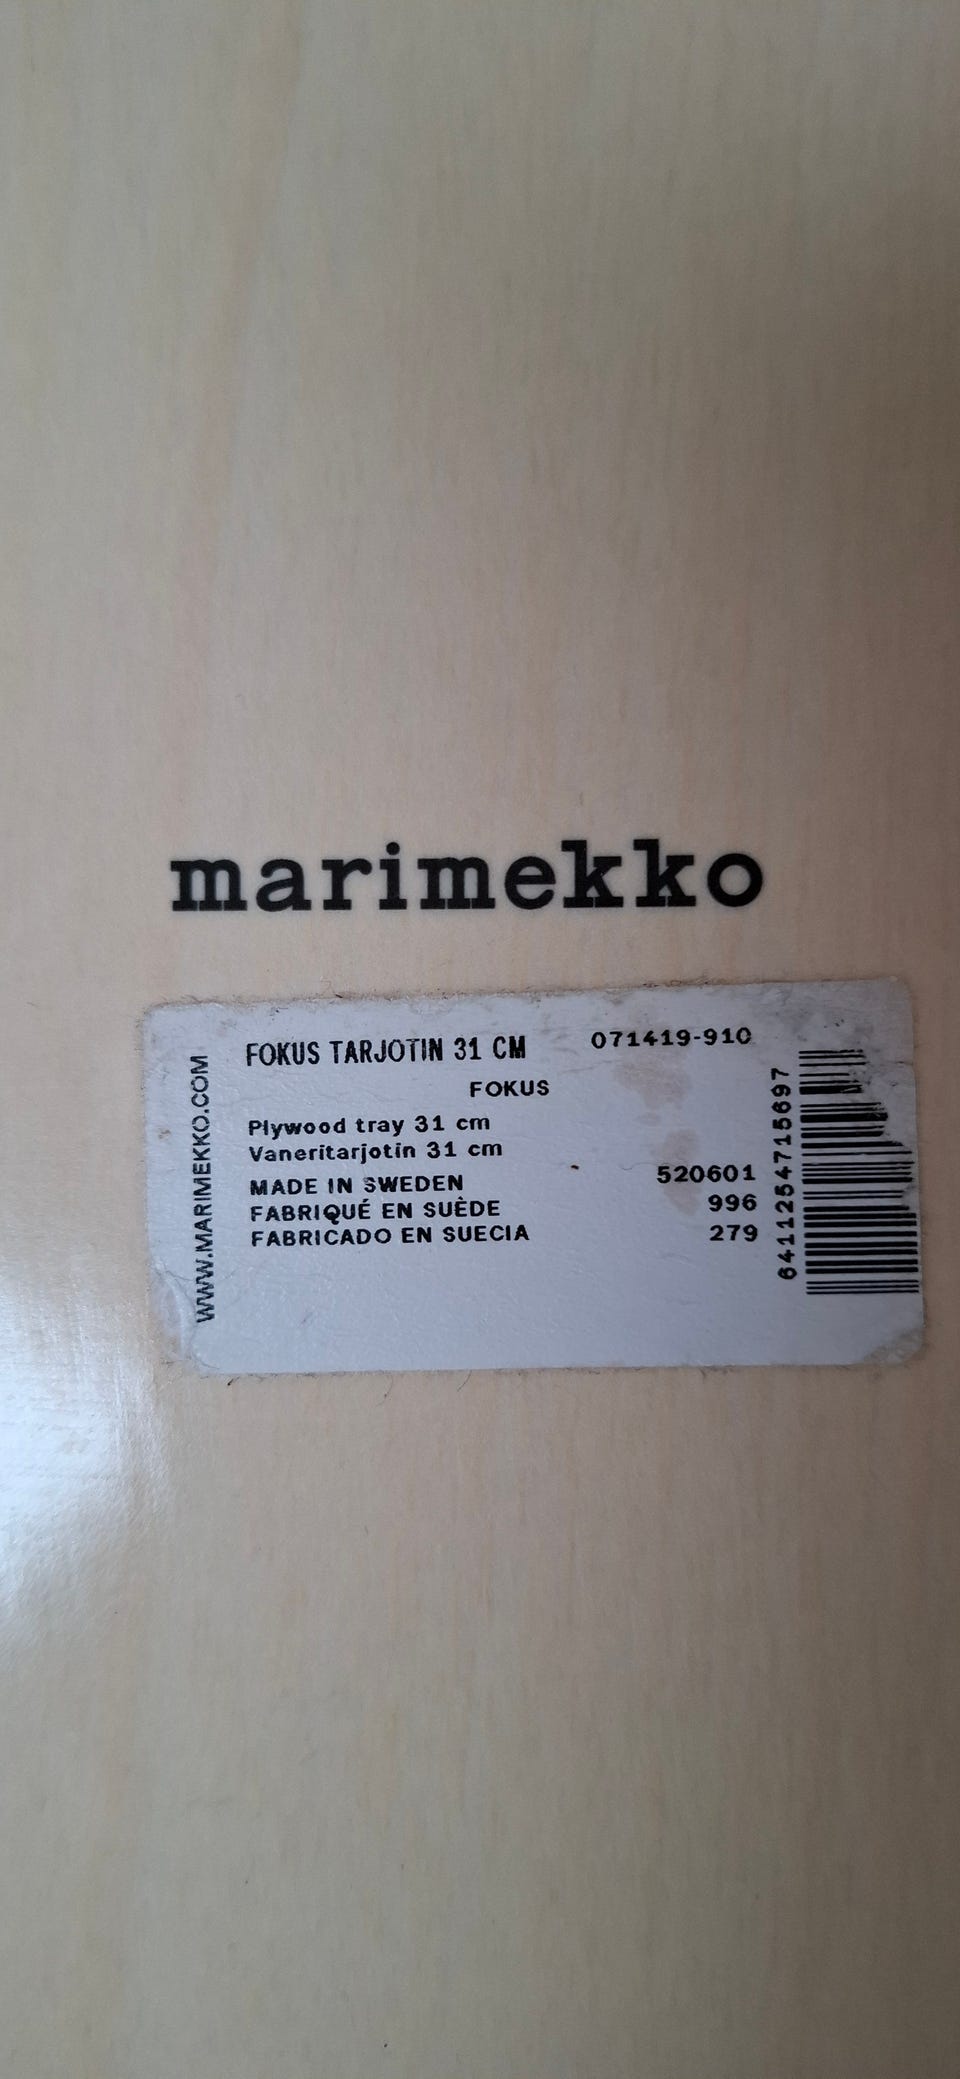 marimekko
WWW.MARIMEKKO.COM
FOKUS TARJOTIN 31 CM 071419-910
FOKUS
Plywood tray 31 cm
Vaneritarjotin 31 cm
MADE IN SWEDEN 520601
FABRIQUÉ EN SUÈDE 996
FABRICADO EN SUECIA 279
6411254715697